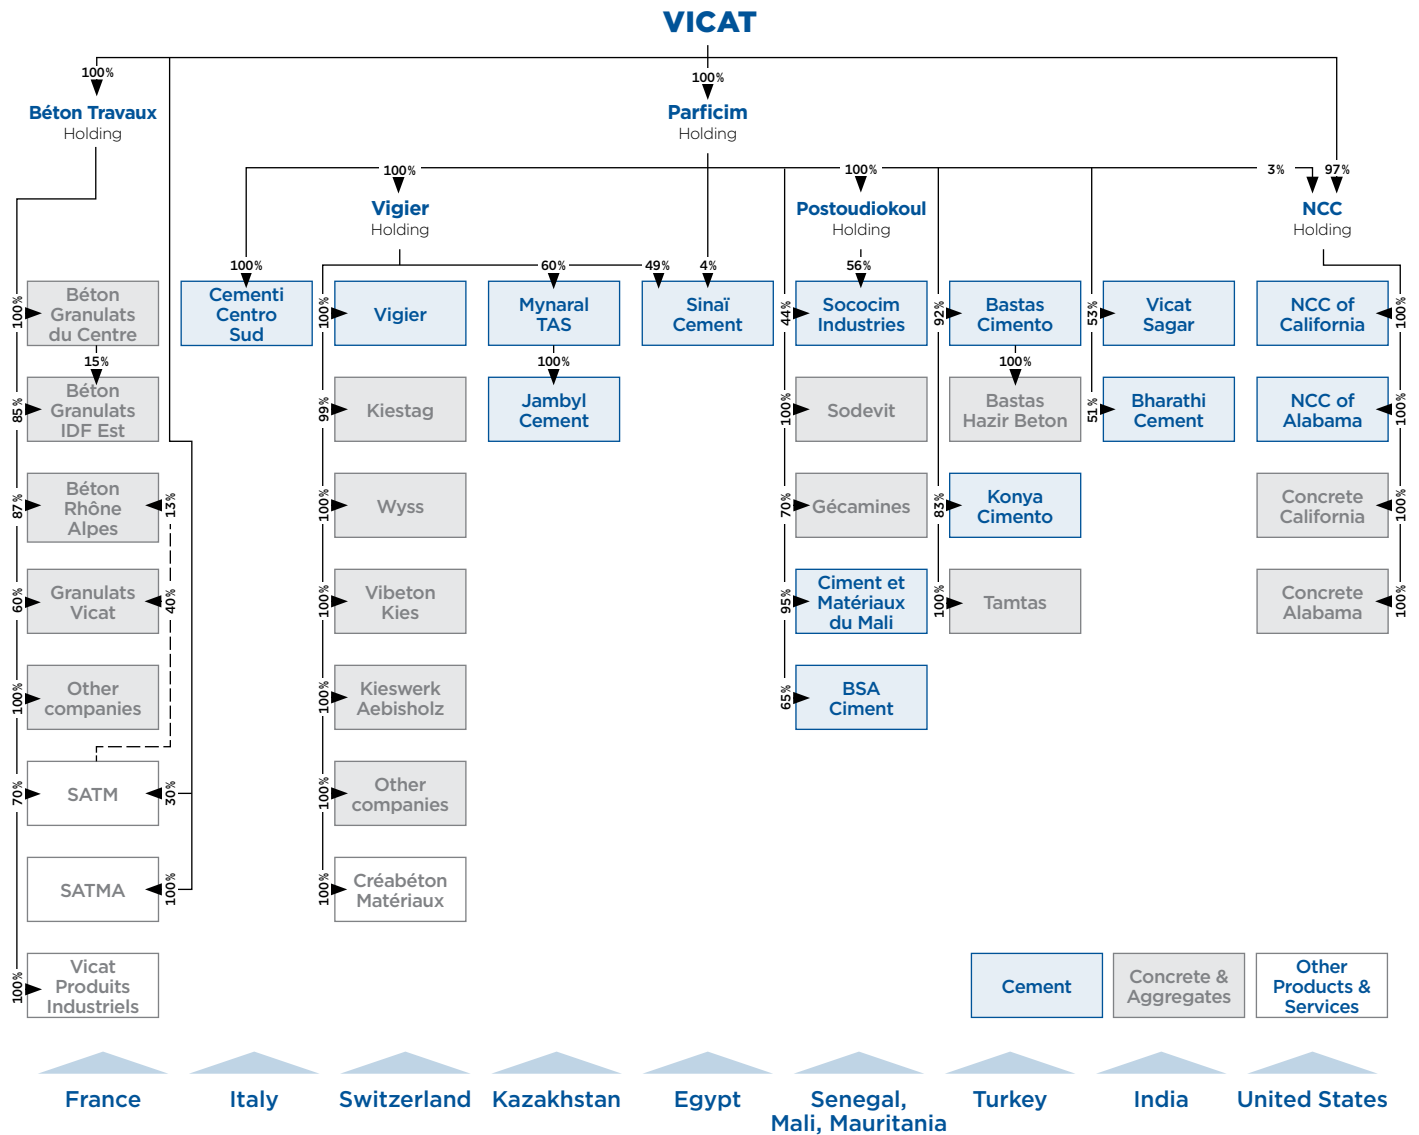 VICAT
100%
100%
Béton Travaux
Holding
Parficim
Holding
100%
100%
3%
97%
Vigier
Holding
Postoudiokoul
Holding
NCC
Holding
100%
60%
49%
4%
56%
100%
Béton
Granulats
du Centre
Cementi
Centro
Sud
100%
Vigier
Mynaral
TAS
Sinaï
Cement
44%
Sococim
Industries
92%
Bastas
Cimento
53%
Vicat
Sagar
NCC of
California
100%
15%
100%
100%
85%
Béton
Granulats
IDF Est
99%
Kiestag
Jambyl
Cement
100%
Sodevit
Bastas
Hazir Beton
51%
Bharathi
Cement
NCC of
Alabama
100%
87%
Béton
Rhône
Alpes
13%
100%
Wyss
70%
Gécamines
83%
Konya
Cimento
Concrete
California
100%
60%
Granulats
Vicat
40%
100%
Vibeton
Kies
95%
Ciment et
Matériaux
du Mali
100%
Tamtas
Concrete
Alabama
100%
100%
Other
companies
100%
Kieswerk
Aebisholz
65%
BSA
Ciment
70%
SATM
30%
100%
Other
companies
SATMA
100%
100%
Créabéton
Matériaux
100%
Vicat
Produits
Industriels
Cement
Concrete &
Aggregates
Other
Products &
Services
France
Italy
Switzerland
Kazakhstan
Egypt
Senegal,
Mali, Mauritania
Turkey
India
United States